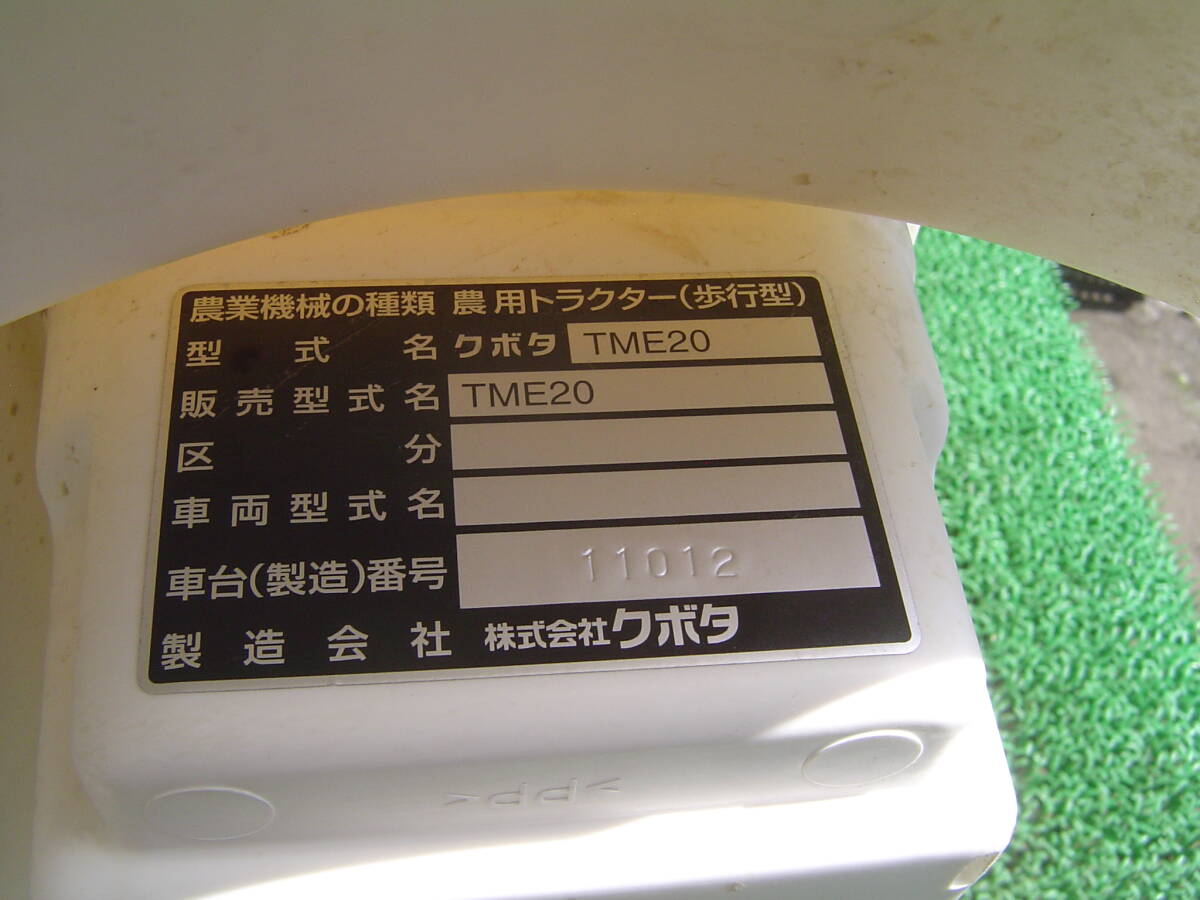 農業機械の種類 農用トラクター(歩行型)
型式名 クボタ TME20
販売型式名 TME20
区分
車両型式名
車台(製造)番号 11012
製造会社 株式会社クボタ
>PP<